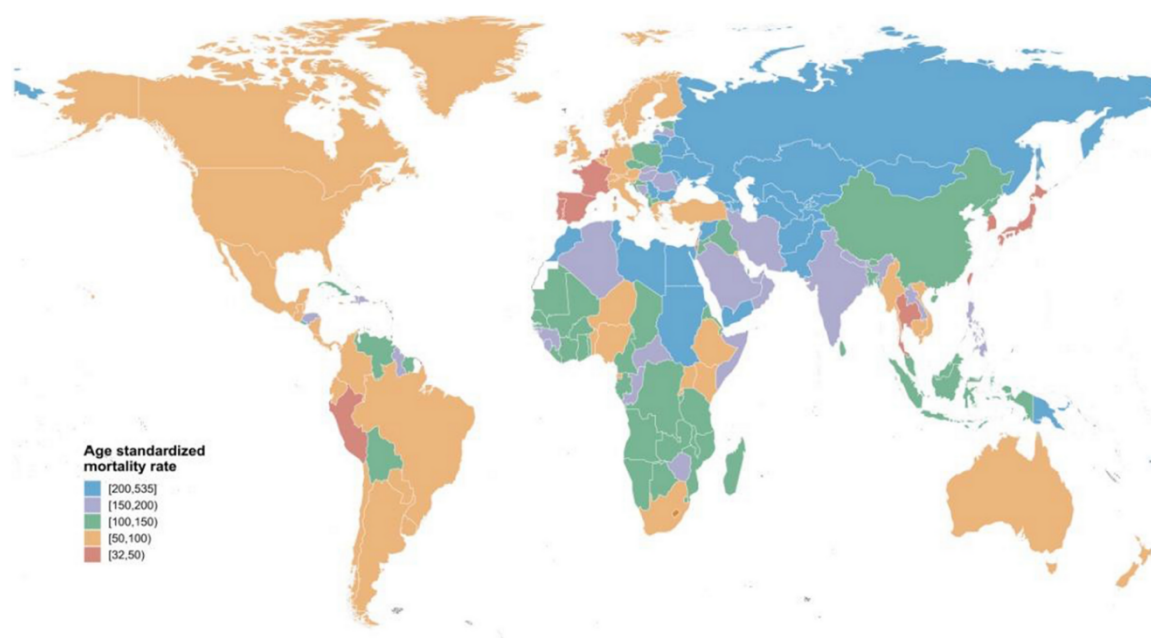 Age standardized
mortality rate
[200,535]
[150,200)
[100,150)
[50,100)
[32,50)